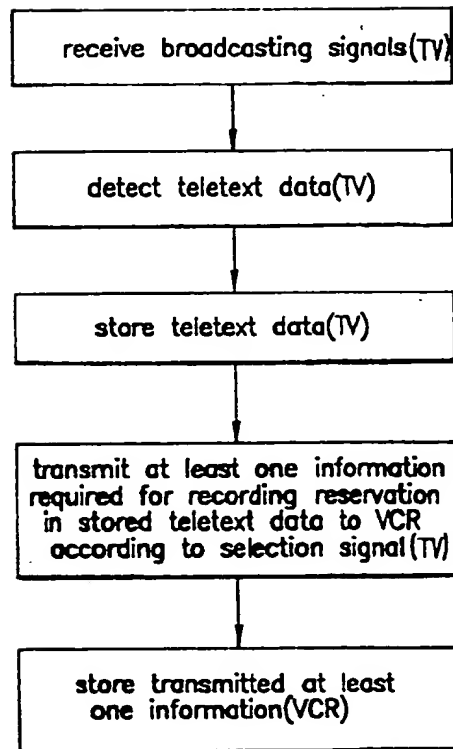 receive broadcasting signals(TV)
detect teletext data(TV)
store teletext data(TV)
transmit at least one information
required for recording reservation
in stored teletext data to VCR
according to selection signal(TV)
store transmitted at least
one information(VCR)